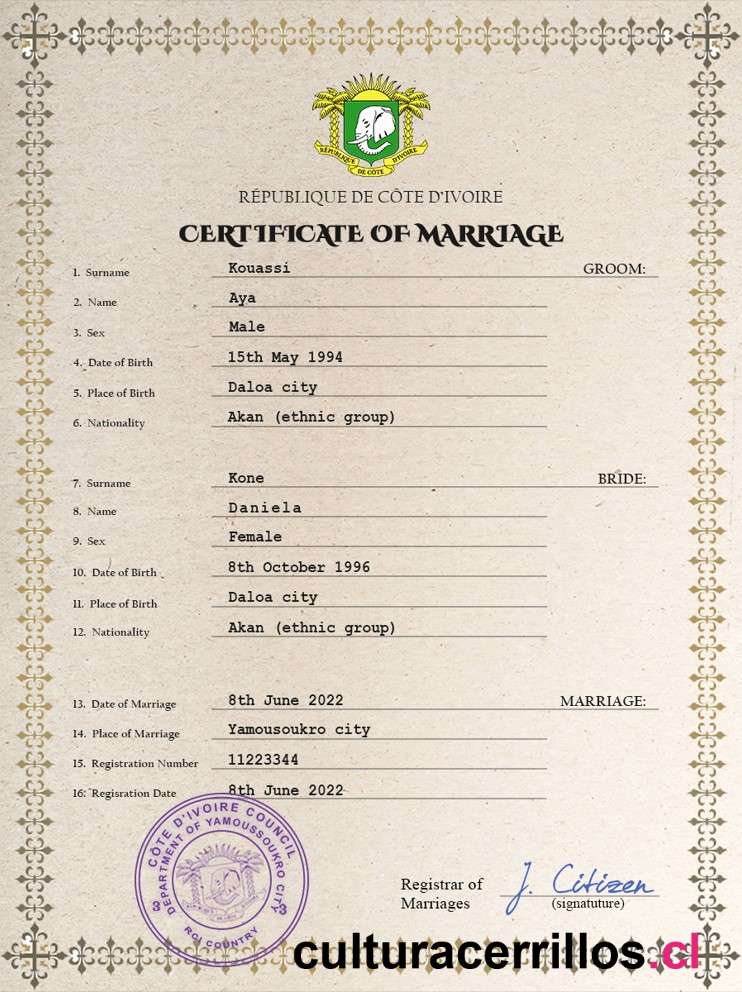 RÉPUBLIQUE DE CÔTE D'IVOIRE
RÉPUBLIQUE DE CÔTE D'IVOIRE
CERTIFICATE OF MARRIAGE
1. Surname Kouassi GROOM:
2. Name Aya
3. Sex Male
4. Date of Birth 15th May 1994
5. Place of Birth Daloa city
6. Nationality Akan (ethnic group)
7. Surname Kone BRIDE:
8. Name Daniela
9. Sex Female
10. Date of Birth 8th October 1996
11. Place of Birth Daloa city
12. Nationality Akan (ethnic group)
13. Date of Marriage 8th June 2022 MARRIAGE:
14. Place of Marriage Yamousoukro city
15. Registration Number 11223344
16: Regisration Date 8th June 2022
CÔTE D'IVOIRE COUNCIL
DEPARTMENT OF YAMOUSSOUKRO CITY
3 3
RCI COUNTRY
Registrar of J. Citizen
Marriages (signatuture)
culturacerrillos.cl